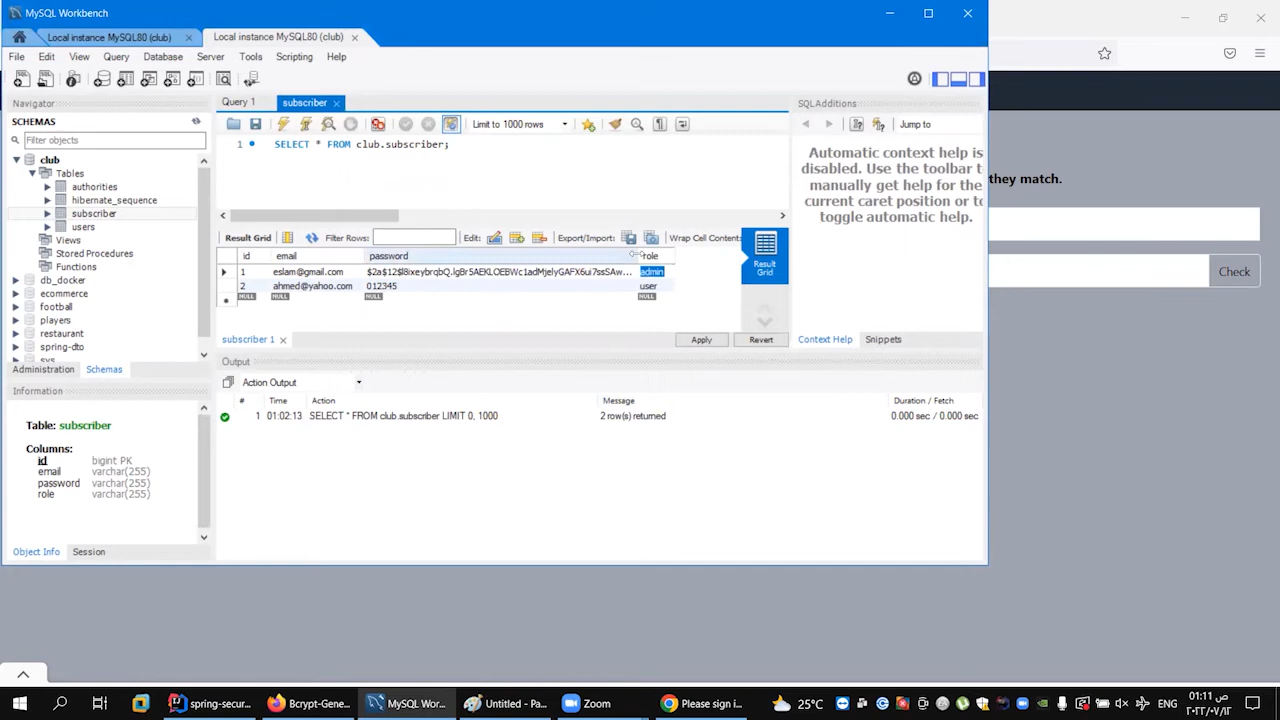 MySQL Workbench
Local instance MySQL80 (club) Local instance MySQL80 (club)
File Edit View Query Database Server Tools Scripting Help
Navigator
SCHEMAS
Filter objects
club
Tables
authorities
hibernate_sequence
subscriber
users
Views
Stored Procedures
Functions
db_docker
ecommerce
football
players
restaurant
spring-dto
sys
Administration Schemas
Information
Table: subscriber
Columns:
id bigint PK
email varchar(255)
password varchar(255)
role varchar(255)
Object Info Session
Query 1 subscriber
Limit to 1000 rows
1 SELECT * FROM club.subscriber;
Result Grid Filter Rows: Edit: Export/Import: Wrap Cell Content:
id email password role
1 eslam@gmail.com admin
2 ahmed@yahoo.com 012345 user
NULL NULL NULL NULL
Result Grid
subscriber 1 Apply Revert
Output
Action Output
# Time Action Message Duration / Fetch
1 01:02:13 SELECT * FROM club.subscriber LIMIT 0, 1000 2 row(s) returned 0.000 sec / 0.000 sec
SQLAdditions
Jump to
Automatic context help is
disabled. Use the toolbar t
manually get help for the
current caret position or to
toggle automatic help.
Context Help Snippets
they match.
Check
spring-secur... Bcrypt-Gene... MySQL Wo... Untitled - Pa... Zoom Please sign i... 25°C ENG
ص 01:11